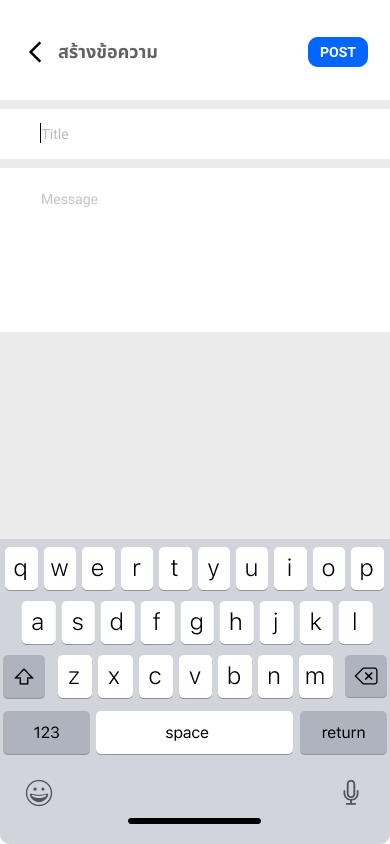 สร้างข้อความ
POST
Title
Message
q w e r t y u i o p
a s d f g h j k l
z x c v b n m
123 space return